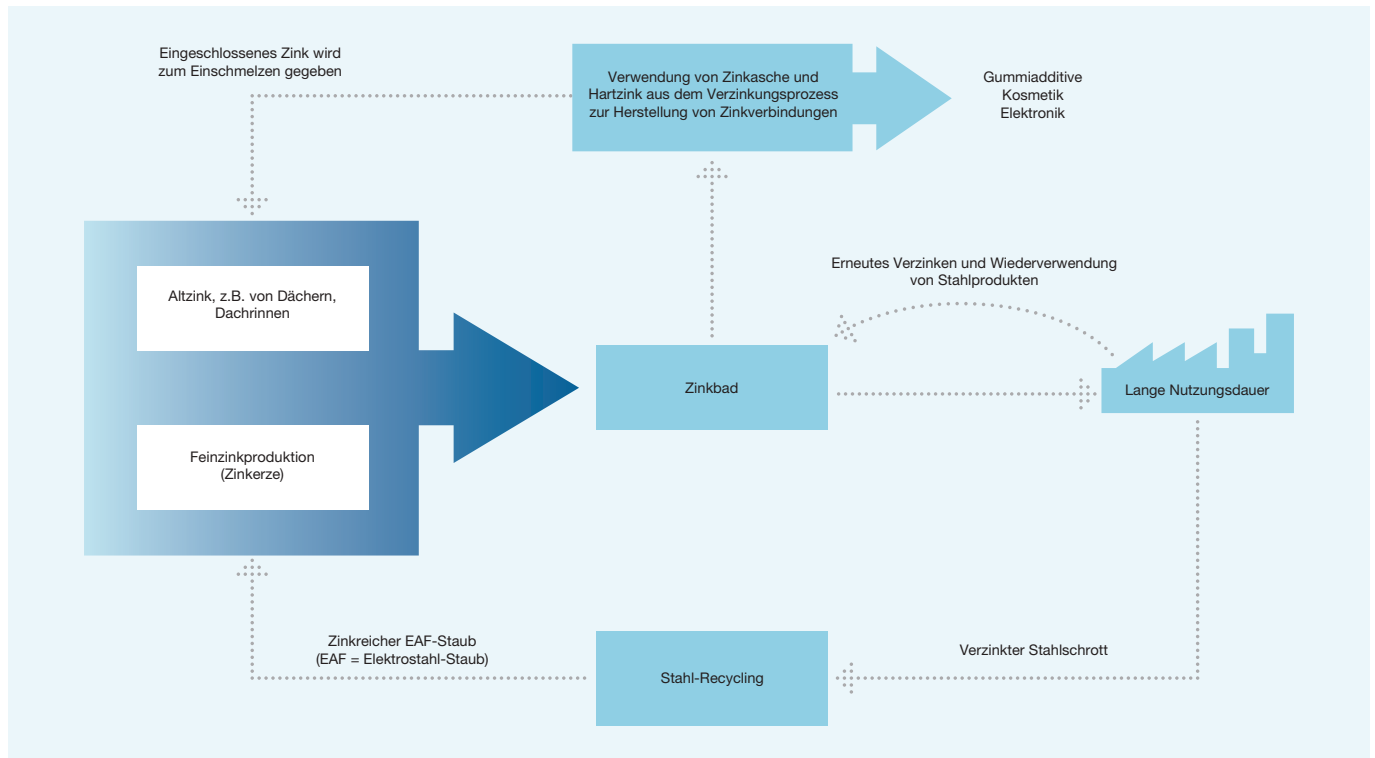 Eingeschlossenes Zink wird
zum Einschmelzen gegeben
Verwendung von Zinkasche und
Hartzink aus dem Verzinkungsprozess
zur Herstellung von Zinkverbindungen
Gummiadditive
Kosmetik
Elektronik
Altzink, z.B. von Dächern,
Dachrinnen
Feinzinkproduktion
(Zinkerze)
Zinkbad
Erneutes Verzinken und Wiederverwendung
von Stahlprodukten
Lange Nutzungsdauer
Zinkreicher EAF-Staub
(EAF = Elektrostahl-Staub)
Stahl-Recycling
Verzinkter Stahlschrott